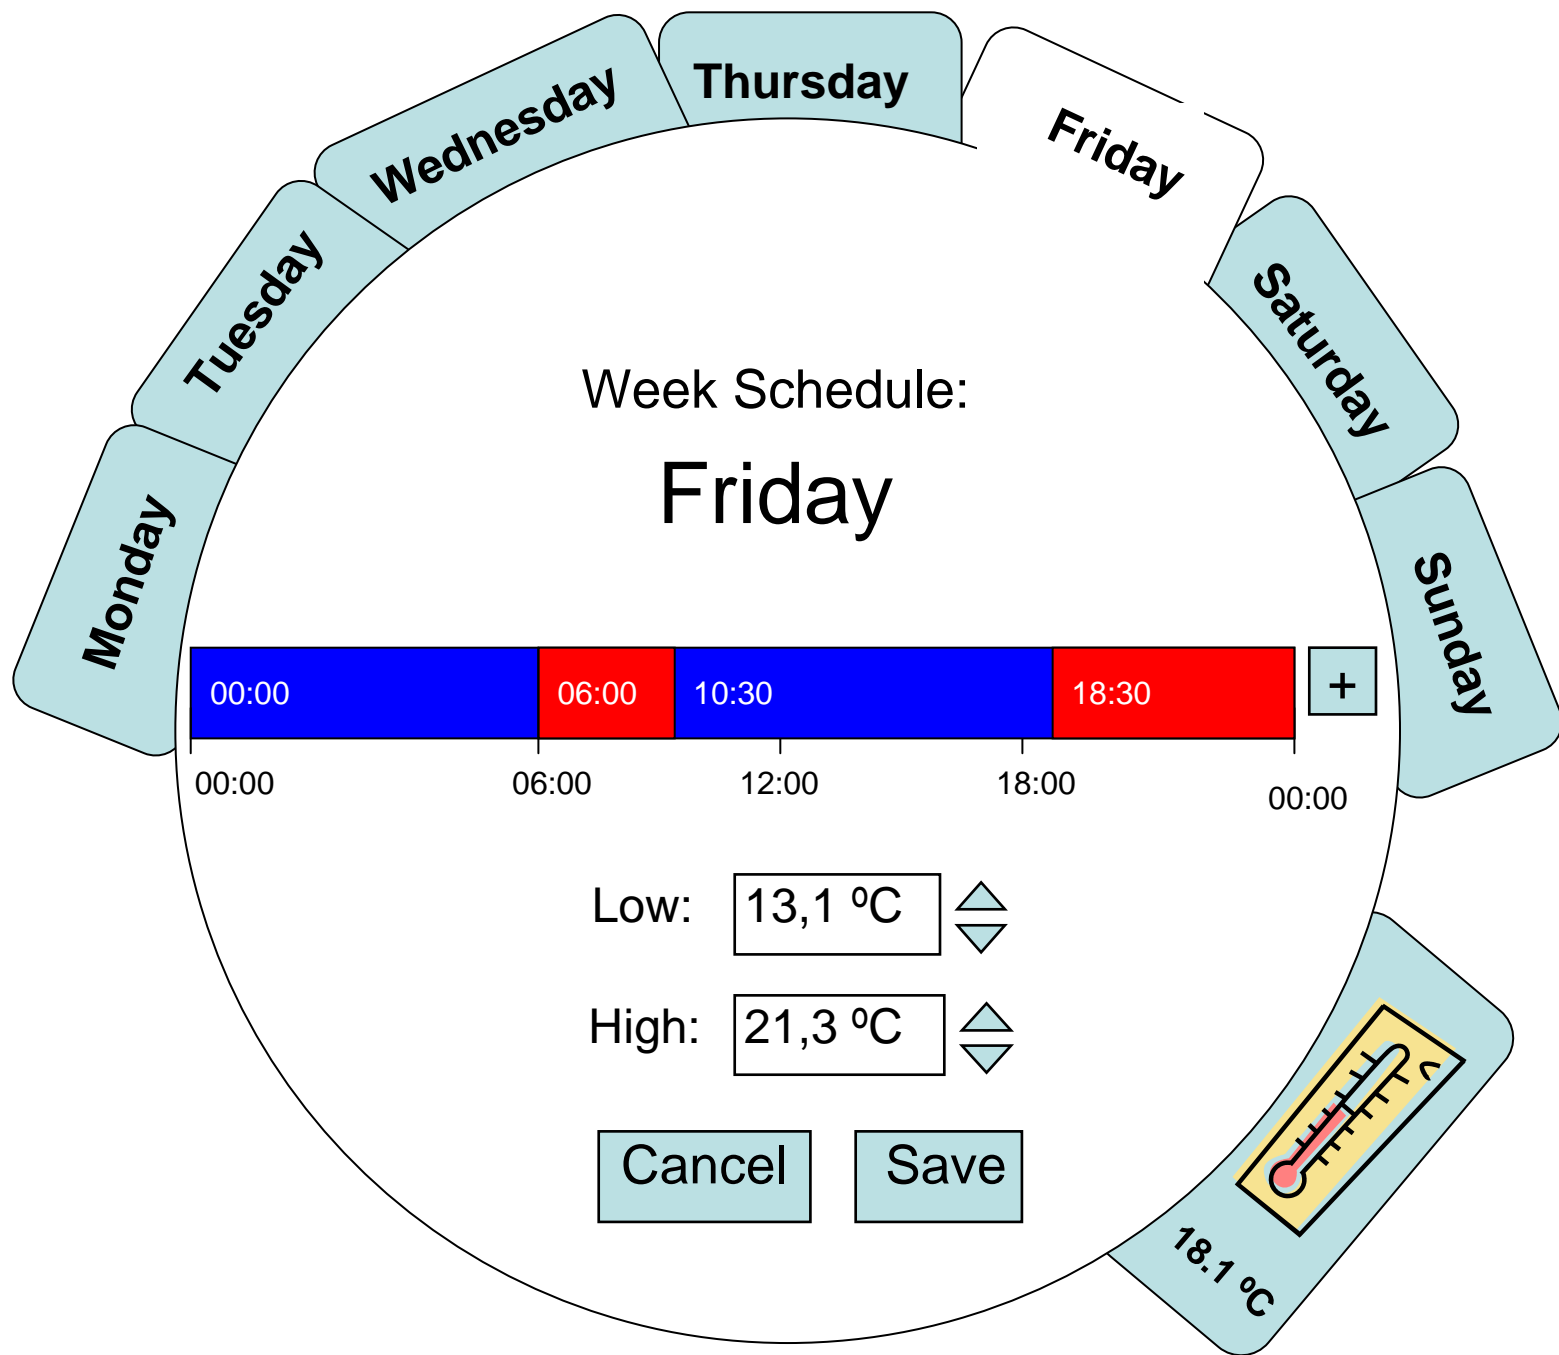 Monday
Tuesday
Wednesday
Thursday
Friday
Saturday
Sunday
Week Schedule:
Friday
00:00 06:00 10:30 18:30 +
00:00 06:00 12:00 18:00 00:00
Low: 13,1 ºC
High: 21,3 ºC
Cancel Save
18.1 ºC